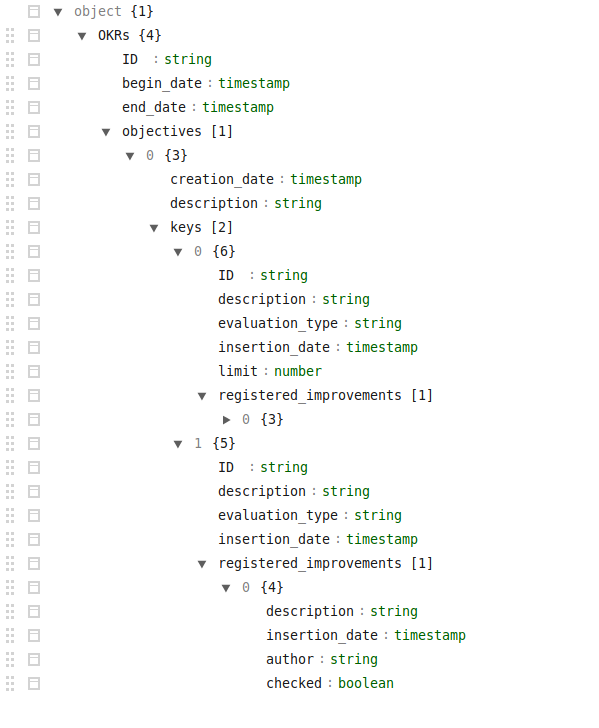 object {1}
OKRs {4}
ID : string
begin_date : timestamp
end_date : timestamp
objectives [1]
0 {3}
creation_date : timestamp
description : string
keys [2]
0 {6}
ID : string
description : string
evaluation_type : string
insertion_date : timestamp
limit : number
registered_improvements [1]
0 {3}
1 {5}
ID : string
description : string
evaluation_type : string
insertion_date : timestamp
registered_improvements [1]
0 {4}
description : string
insertion_date : timestamp
author : string
checked : boolean